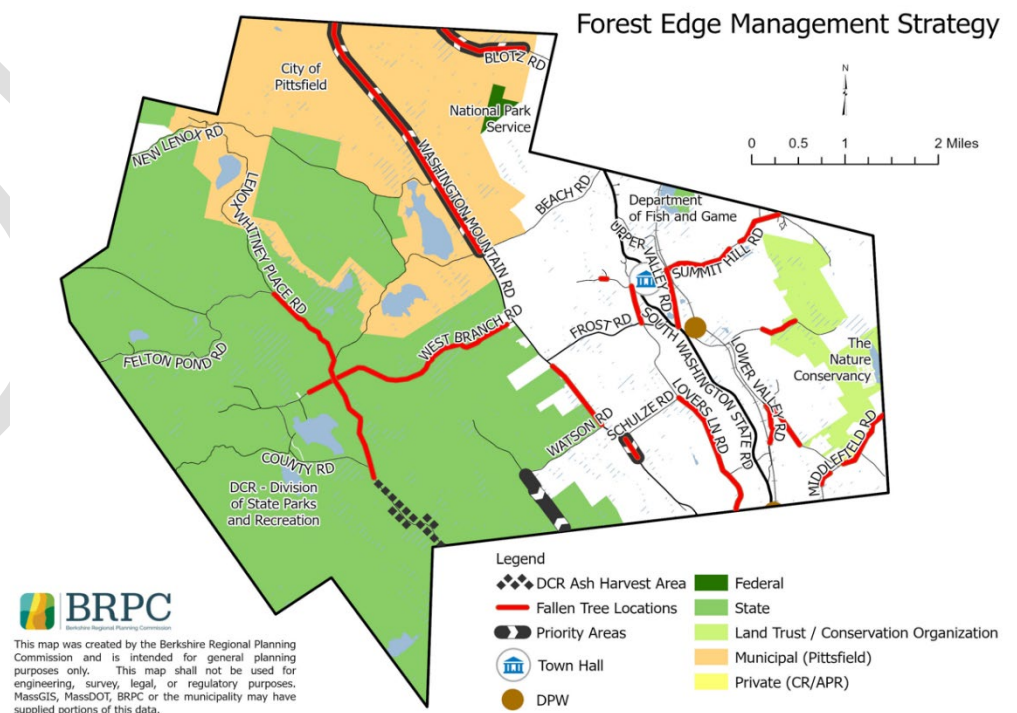 Forest Edge Management Strategy
City of
Pittsfield
BLOTZ RD
National Park
Service
N
0 0.5 1 2 Miles
NEW LENOX RD
LENOX
WHITNEY PLACE RD
WASHINGTON MOUNTAIN RD
BEACH RD
Department
of Fish and Game
UPPER VALLEY RD
SUMMIT HILL RD
FROST RD
WEST BRANCH RD
FELTON POND RD
SOUTH WASHINGTON STATE RD
LOWER VALLEY RD
The
Nature
Conservancy
LOVERS LN RD
SCHULZE RD
WATSON RD
MIDDLEFIELD RD
COUNTY RD
DCR - Division
of State Parks
and Recreation
Legend
DCR Ash Harvest Area
Fallen Tree Locations
Priority Areas
Town Hall
DPW
Federal
State
Land Trust / Conservation Organization
Municipal (Pittsfield)
Private (CR/APR)
BRPC
Berkshire Regional Planning Commission
This map was created by the Berkshire Regional Planning
Commission and is intended for general planning
purposes only. This map shall not be used for
engineering, survey, legal, or regulatory purposes.
MassGIS, MassDOT, BRPC or the municipality may have
supplied portions of this data.